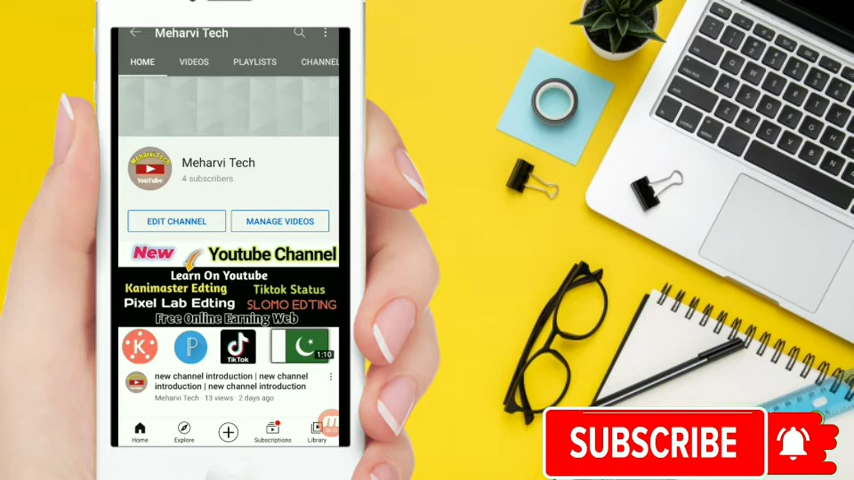 Meharvi Tech
HOME VIDEOS PLAYLISTS CHANNEL
Meharvi Tech
YouTube
Meharvi Tech
4 subscribers
EDIT CHANNEL MANAGE VIDEOS
New Youtube Channel
Learn On Youtube
Kanimaster Edting Tiktok Status
Pixel Lab Edting SLOMO EDTING
Free Online Earning Web
K P TikTok 1:10
new channel introduction | new channel
introduction | new channel introduction
Meharvi Tech · 13 views · 2 days ago
Home Explore Subscriptions Library
SUBSCRIBE